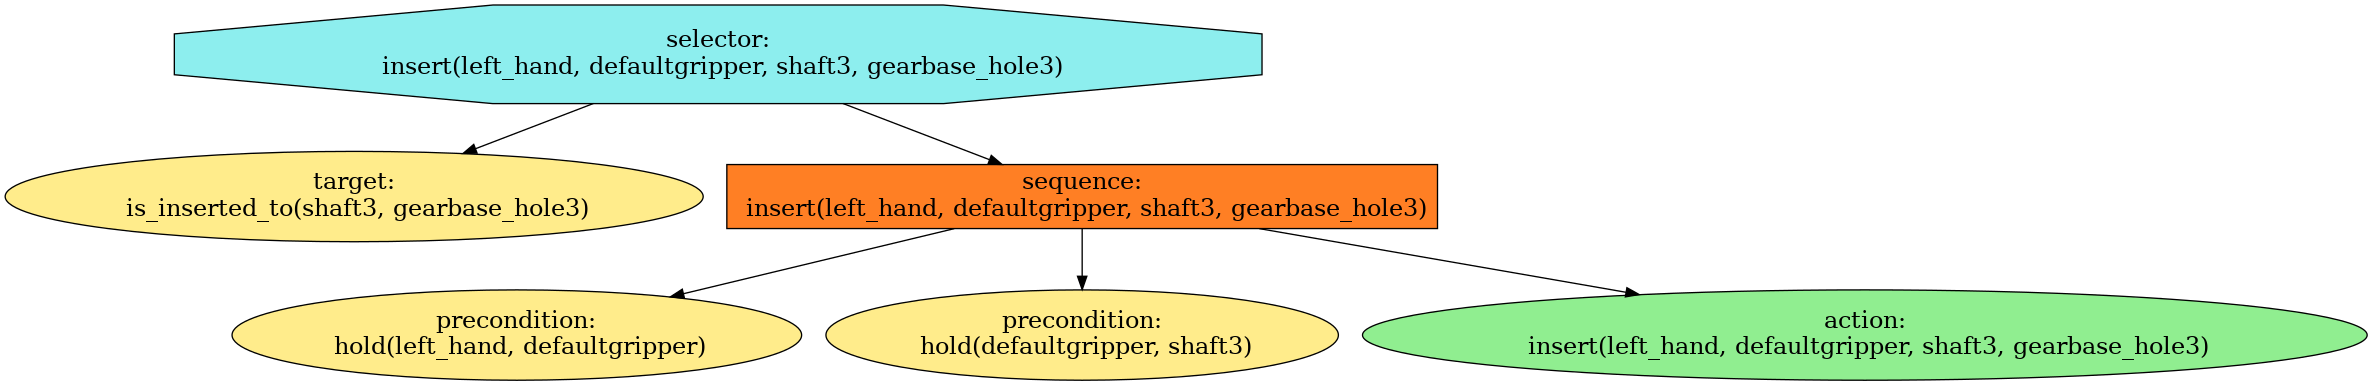 selector:
insert(left_hand, defaultgripper, shaft3, gearbase_hole3)
target:
is_inserted_to(shaft3, gearbase_hole3)
sequence:
insert(left_hand, defaultgripper, shaft3, gearbase_hole3)
precondition:
hold(left_hand, defaultgripper)
precondition:
hold(defaultgripper, shaft3)
action:
insert(left_hand, defaultgripper, shaft3, gearbase_hole3)